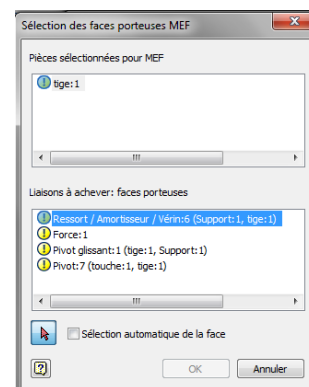 Sélection des faces porteuses MEF
Pièces sélectionnées pour MEF
tige:1
Liaisons à achever: faces porteuses
Ressort / Amortisseur / Vérin:6 (Support:1, tige:1)
Force:1
Pivot glissant:1 (tige:1, Support:1)
Pivot:7 (touche:1, tige:1)
Sélection automatique de la face
OK Annuler